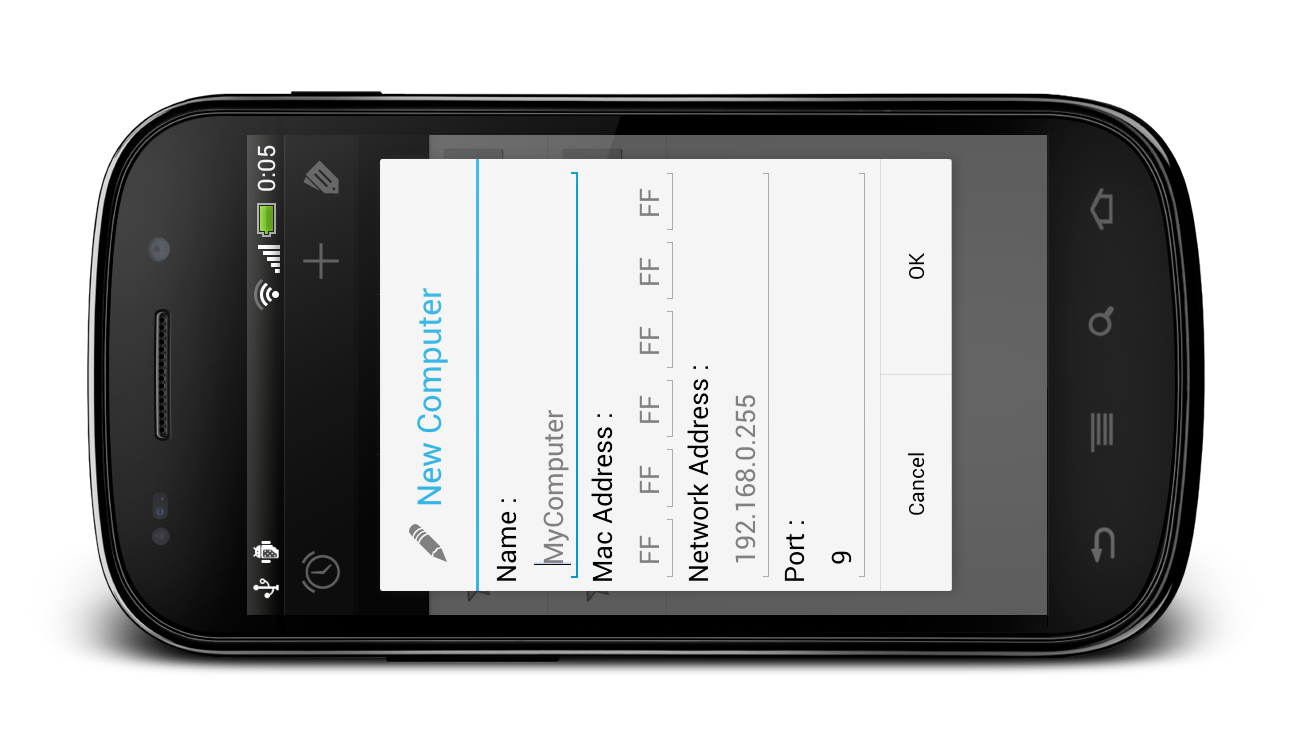 0:05
New Computer
Name :
MyComputer
Mac Address :
FF FF FF FF FF FF
Network Address :
192.168.0.255
Port :
9
Cancel OK